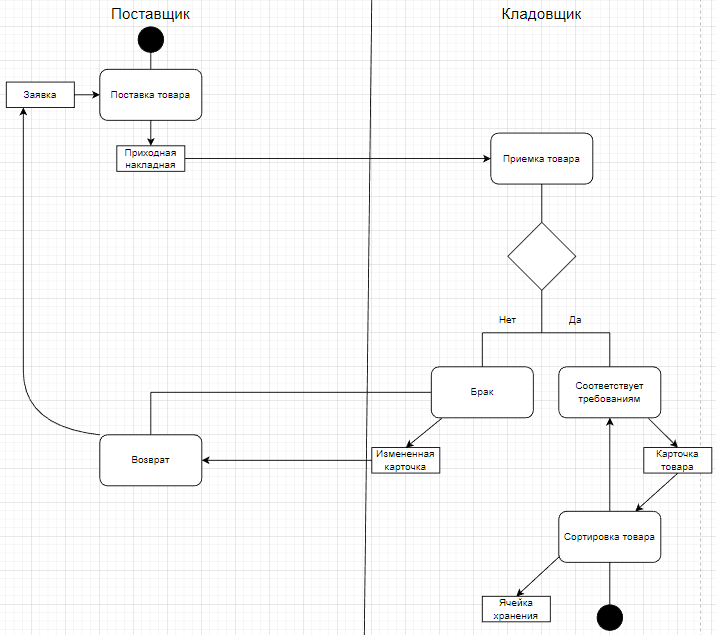 Поставщик
Кладовщик
Заявка
Поставка товара
Приходная
накладная
Приемка товара
Нет
Да
Брак
Соответствует
требованиям
Возврат
Измененная
карточка
Карточка
товара
Сортировка товара
Ячейка
хранения